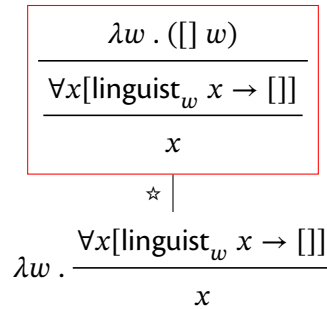 λw . ([] w)
∀x[linguist_w x → []]
x
☆
λw . ∀x[linguist_w x → []]
x